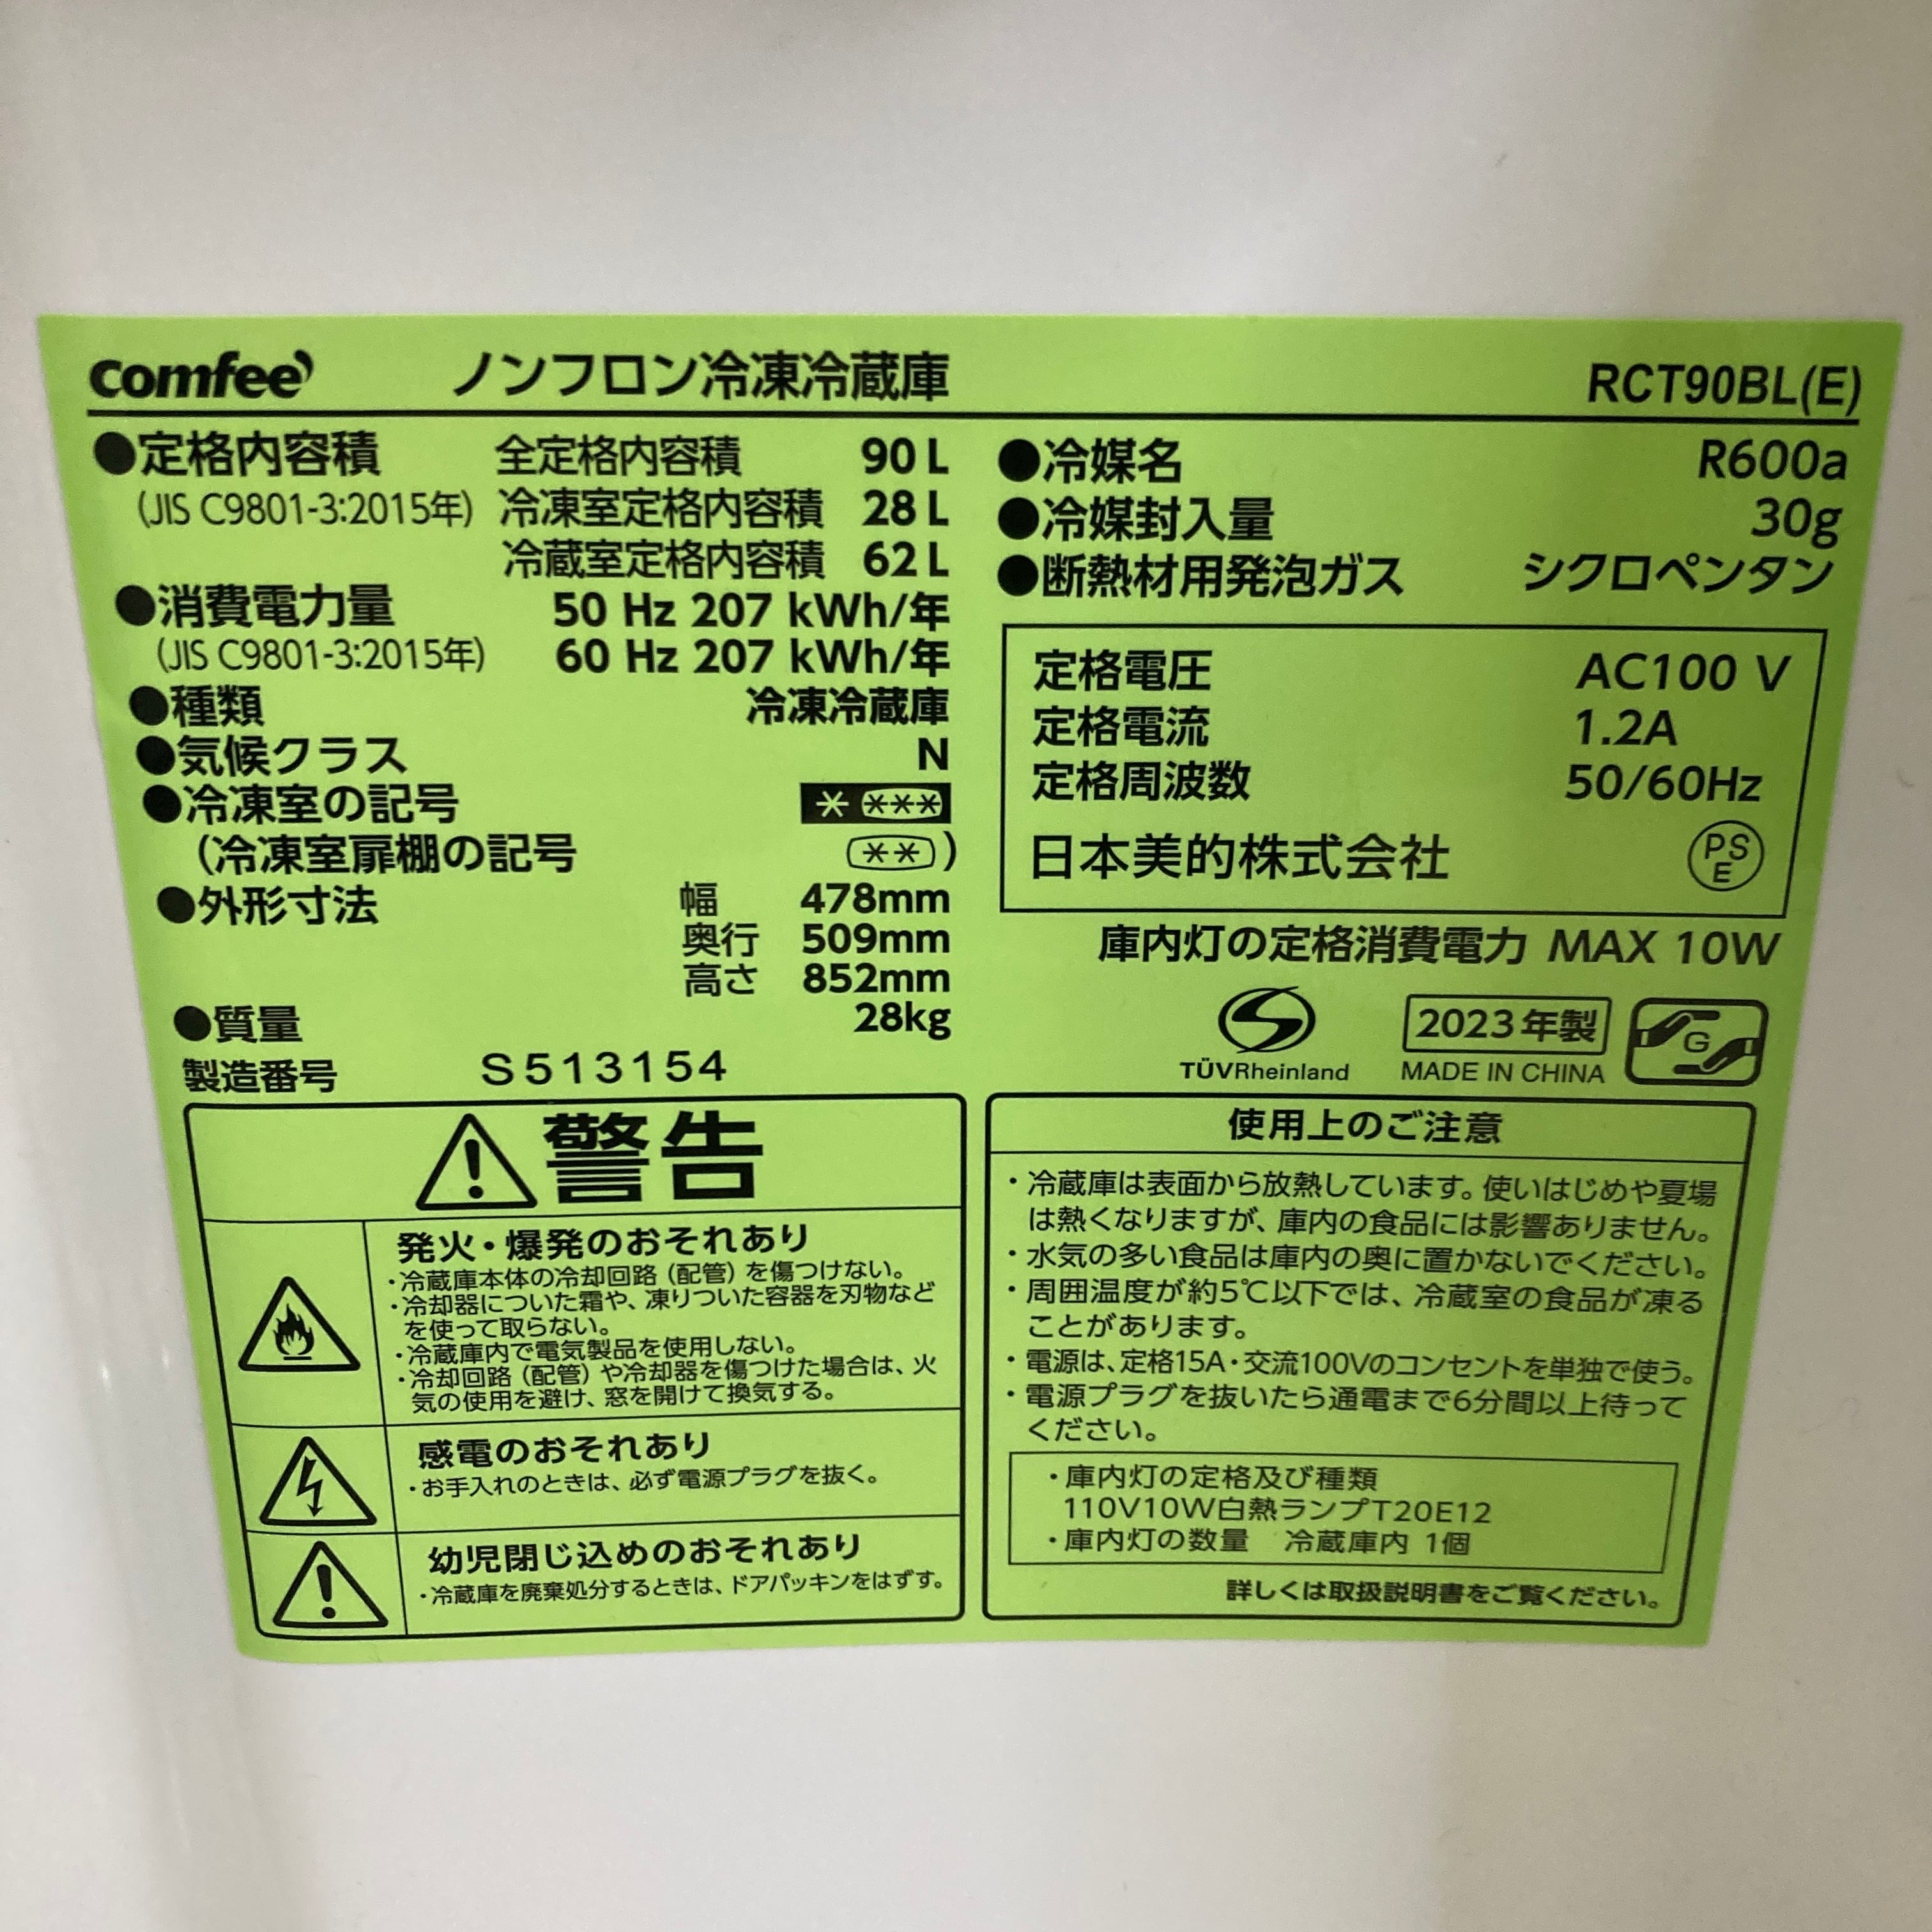 comfee' ノンフロン冷凍冷蔵庫 RCT90BL(E)
●定格内容積 全定格内容積 90 L
(JIS C9801-3:2015年) 冷凍室定格内容積 28 L
冷蔵室定格内容積 62 L
●消費電力量 50 Hz 207 kWh/年
(JIS C9801-3:2015年) 60 Hz 207 kWh/年
●種類 冷凍冷蔵庫
●気候クラス N
●冷凍室の記号 * ***
(冷凍室扉棚の記号 **)
●外形寸法 幅 478mm
奥行 509mm
高さ 852mm
●質量 28kg
製造番号 S513154
●冷媒名 R600a
●冷媒封入量 30g
●断熱材用発泡ガス シクロペンタン
定格電圧 AC100 V
定格電流 1.2A
定格周波数 50/60Hz
日本美的株式会社 PSE
庫内灯の定格消費電力 MAX 10W
TÜVRheinland
2023年製
MADE IN CHINA
G
警告
発火・爆発のおそれあり
・冷蔵庫本体の冷却回路（配管）を傷つけない。
・冷却器についた霜や、凍りついた容器を刃物など
を使って取らない。
・冷蔵庫内で電気製品を使用しない。
・冷却回路（配管）や冷却器を傷つけた場合は、火
気の使用を避け、窓を開けて換気する。
感電のおそれあり
・お手入れのときは、必ず電源プラグを抜く。
幼児閉じ込めのおそれあり
・冷蔵庫を廃棄処分するときは、ドアパッキンをはずす。
使用上のご注意
・冷蔵庫は表面から放熱しています。使いはじめや夏場
は熱くなりますが、庫内の食品には影響ありません。
・水気の多い食品は庫内の奥に置かないでください。
・周囲温度が約5℃以下では、冷蔵室の食品が凍る
ことがあります。
・電源は、定格15A・交流100Vのコンセントを単独で使う。
・電源プラグを抜いたら通電まで6分間以上待って
ください。
・庫内灯の定格及び種類
110V10W白熱ランプT20E12
・庫内灯の数量 冷蔵庫内 1個
詳しくは取扱説明書をご覧ください。